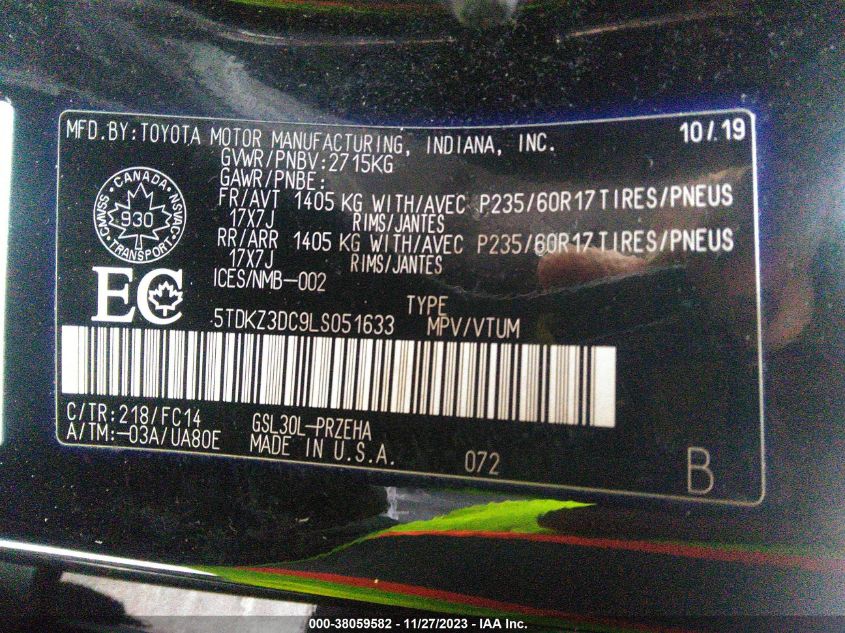 MFD.BY:TOYOTA MOTOR MANUFACTURING, INDIANA, INC. 10/.19
GVWR/PNBV:2715KG
GAWR/PNBE:
FR/AVT 1405 KG WITH/AVEC P235/60R17TIRES/PNEUS
17X7J RIMS/JANTES
RR/ARR 1405 KG WITH/AVEC P235/60R17TIRES/PNEUS
17X7J RIMS/JANTES
ICES/NMB-002
CANADA
CMVSS 930 NSVAC
TRANSPORT
EC
TYPE
5TDKZ3DC9LS051633 MPV/VTUM
C/TR:218/FC14 GSL30L-PRZEHA
A/TM:-03A/UA80E MADE IN U.S.A. 072 B
000-38059582 - 11/27/2023 - IAA Inc.